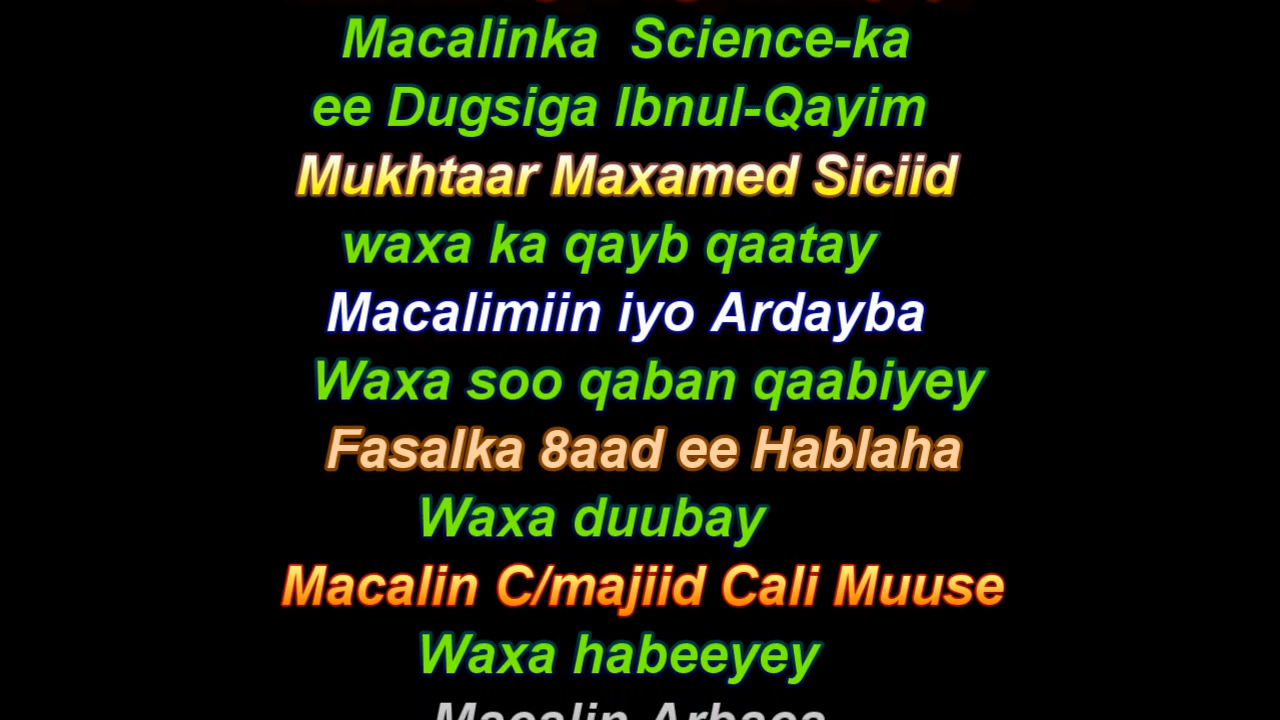 Macalinka Science-ka
ee Dugsiga Ibnul-Qayim
Mukhtaar Maxamed Siciid
waxa ka qayb qaatay
Macalimiin iyo Ardayba
Waxa soo qaban qaabiyey
Fasalka 8aad ee Hablaha
Waxa duubay
Macalin C/majiid Cali Muuse
Waxa habeeyey
Macalin